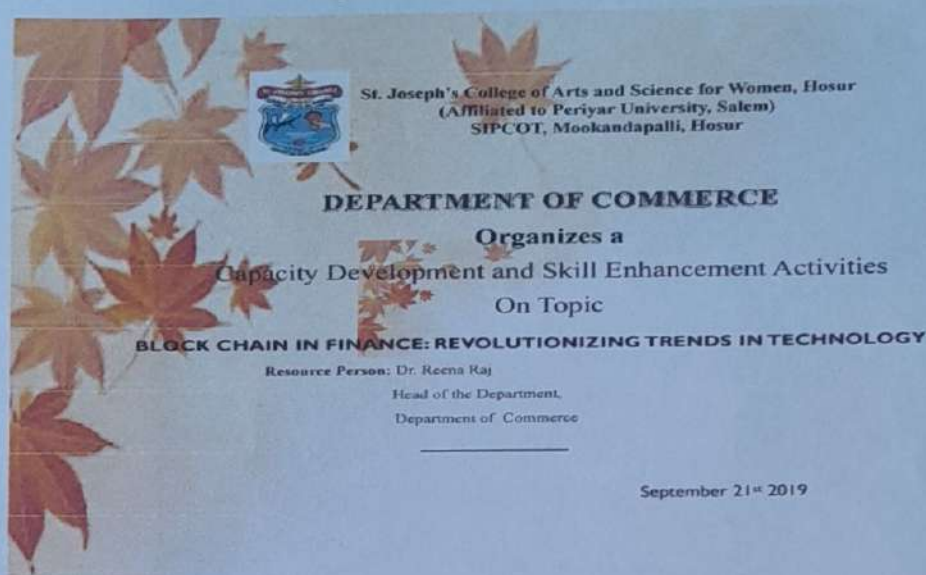 St. Joseph's College of Arts and Science for Women, Hosur
(Affiliated to Periyar University, Salem)
SIPCOT, Mookandapalli, Hosur
DEPARTMENT OF COMMERCE
Organizes a
Capacity Development and Skill Enhancement Activities
On Topic
BLOCK CHAIN IN FINANCE: REVOLUTIONIZING TRENDS IN TECHNOLOGY
Resource Person: Dr. Reena Raj
Head of the Department,
Department of Commerce
September 21st 2019